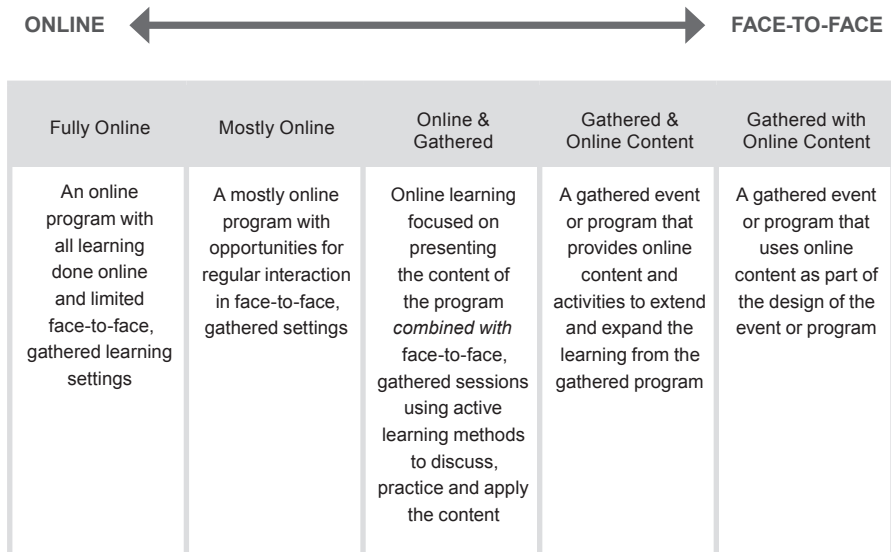 ONLINE
FACE-TO-FACE
Fully Online
Mostly Online
Online &
Gathered
Gathered &
Online Content
Gathered with
Online Content
An online
program with
all learning
done online
and limited
face-to-face,
gathered learning
settings
A mostly online
program with
opportunities for
regular interaction
in face-to-face,
gathered settings
Online learning
focused on
presenting
the content of
the program
combined with
face-to-face,
gathered sessions
using active
learning methods
to discuss,
practice and apply
the content
A gathered event
or program that
provides online
content and
activities to extend
and expand the
learning from the
gathered program
A gathered event
or program that
uses online
content as part of
the design of the
event or program